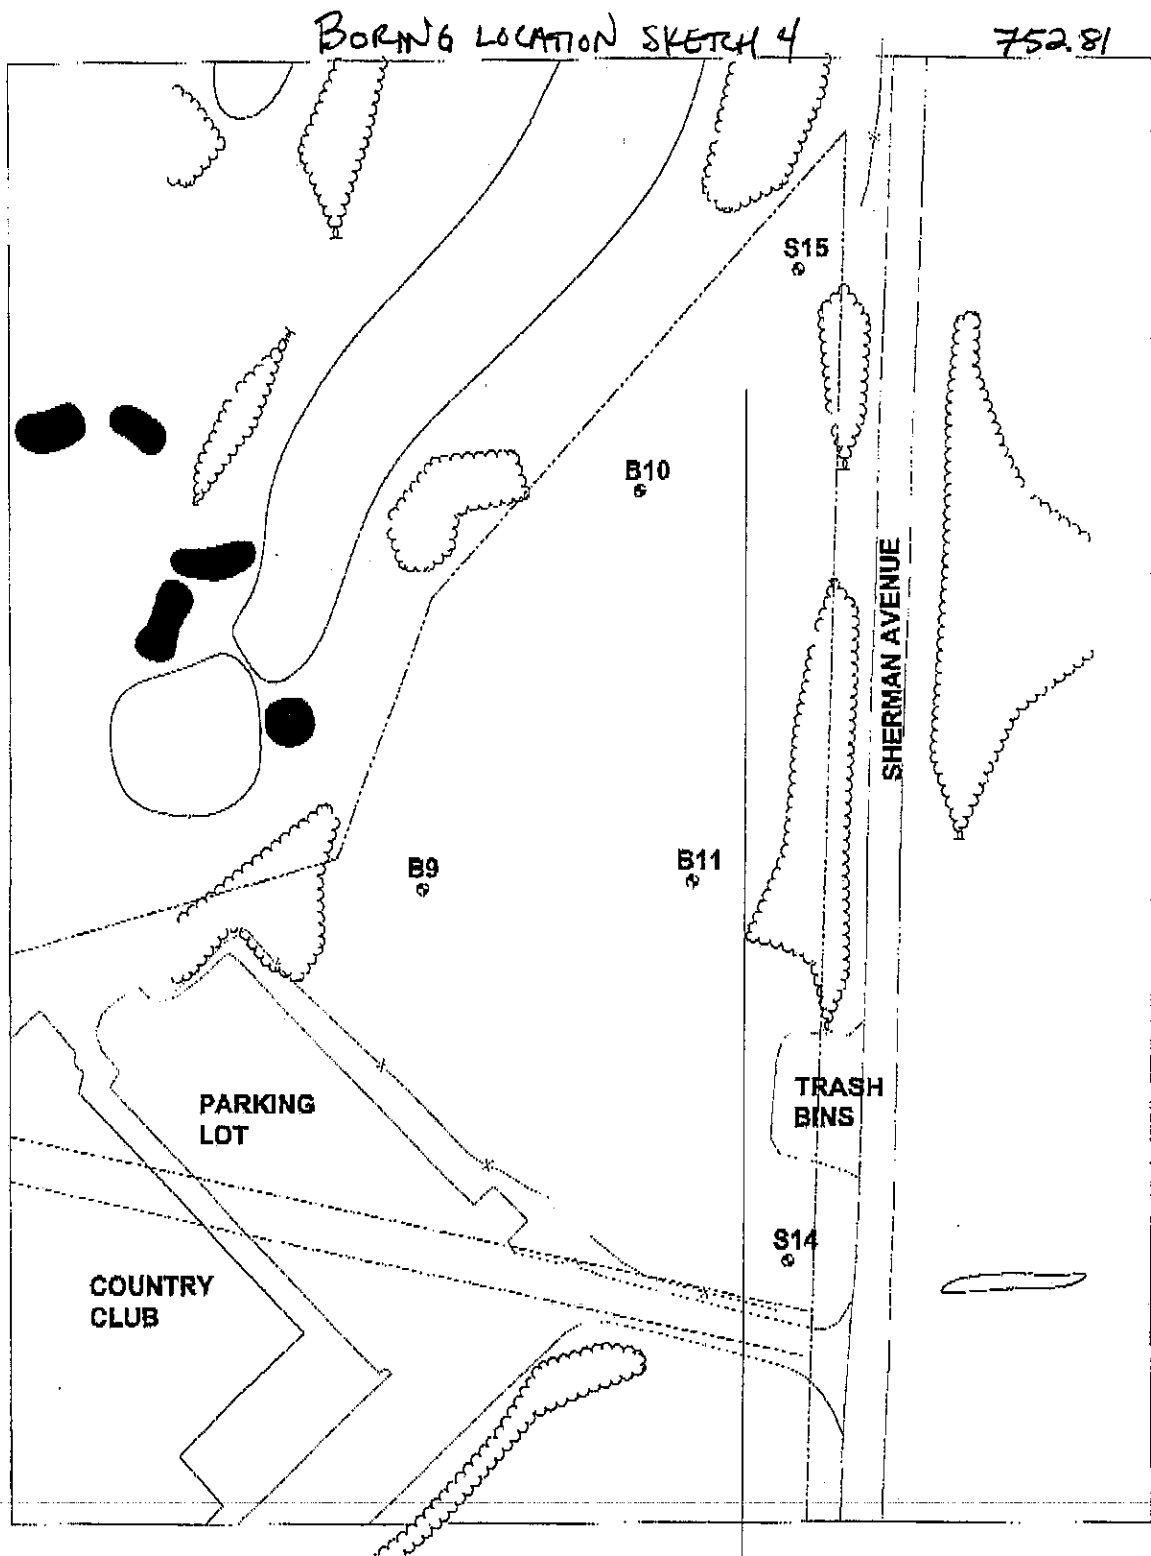 BORING LOCATION SKETCH 4
752.81
S15
B10
SHERMAN AVENUE
B9
B11
TRASH
BINS
PARKING
LOT
S14
COUNTRY
CLUB